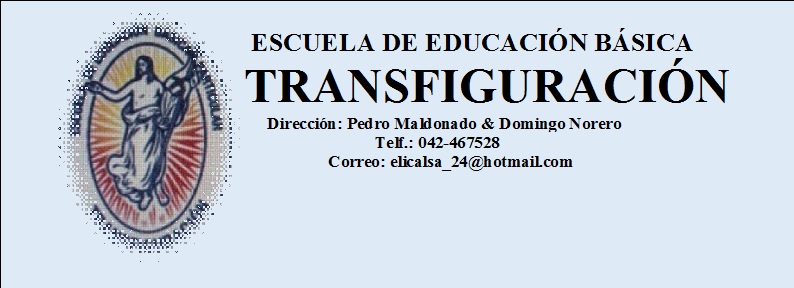 ESCUELA DE EDUCACIÓN BÁSICA
TRANSFIGURACIÓN
Dirección: Pedro Maldonado & Domingo Norero
Telf.: 042-467528
Correo: elicalsa_24@hotmail.com